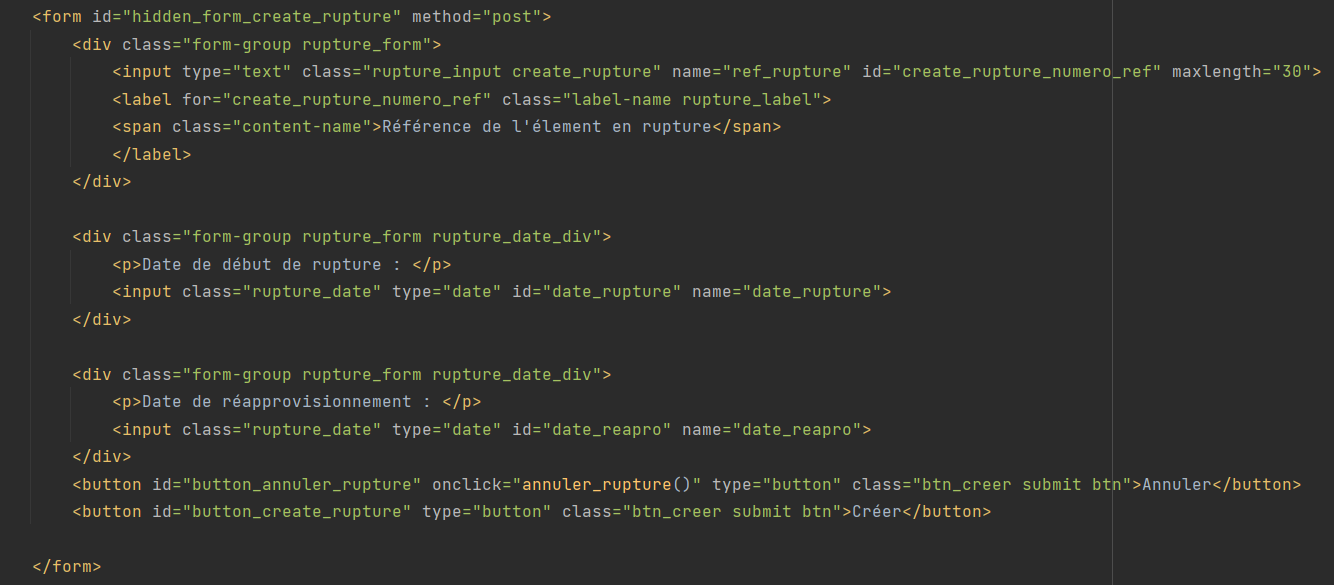 <form id="hidden_form_create_rupture" method="post">
<div class="form-group rupture_form">
<input type="text" class="rupture_input create_rupture" name="ref_rupture" id="create_rupture_numero_ref" maxlength="30">
<label for="create_rupture_numero_ref" class="label-name rupture_label">
<span class="content-name">Référence de l'élement en rupture</span>
</label>
</div>
<div class="form-group rupture_form rupture_date_div">
<p>Date de début de rupture : </p>
<input class="rupture_date" type="date" id="date_rupture" name="date_rupture">
</div>
<div class="form-group rupture_form rupture_date_div">
<p>Date de réapprovisionnement : </p>
<input class="rupture_date" type="date" id="date_reapro" name="date_reapro">
</div>
<button id="button_annuler_rupture" onclick="annuler_rupture()" type="button" class="btn_creer submit btn">Annuler</button>
<button id="button_create_rupture" type="button" class="btn_creer submit btn">Créer</button>
</form>